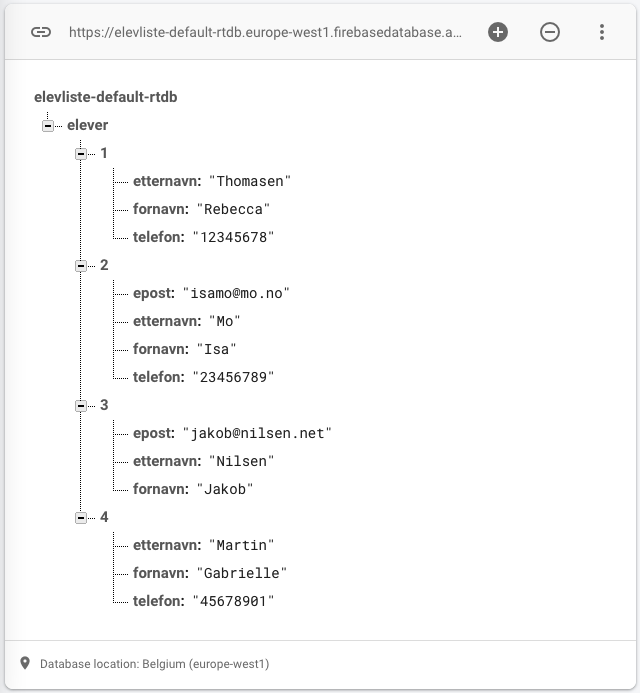 https://elevliste-default-rtdb.europe-west1.firebasedatabase.a...
elevliste-default-rtdb
elever
1
etternavn: "Thomasen"
fornavn: "Rebecca"
telefon: "12345678"
2
epost: "isamo@mo.no"
etternavn: "Mo"
fornavn: "Isa"
telefon: "23456789"
3
epost: "jakob@nilsen.net"
etternavn: "Nilsen"
fornavn: "Jakob"
4
etternavn: "Martin"
fornavn: "Gabrielle"
telefon: "45678901"
Database location: Belgium (europe-west1)